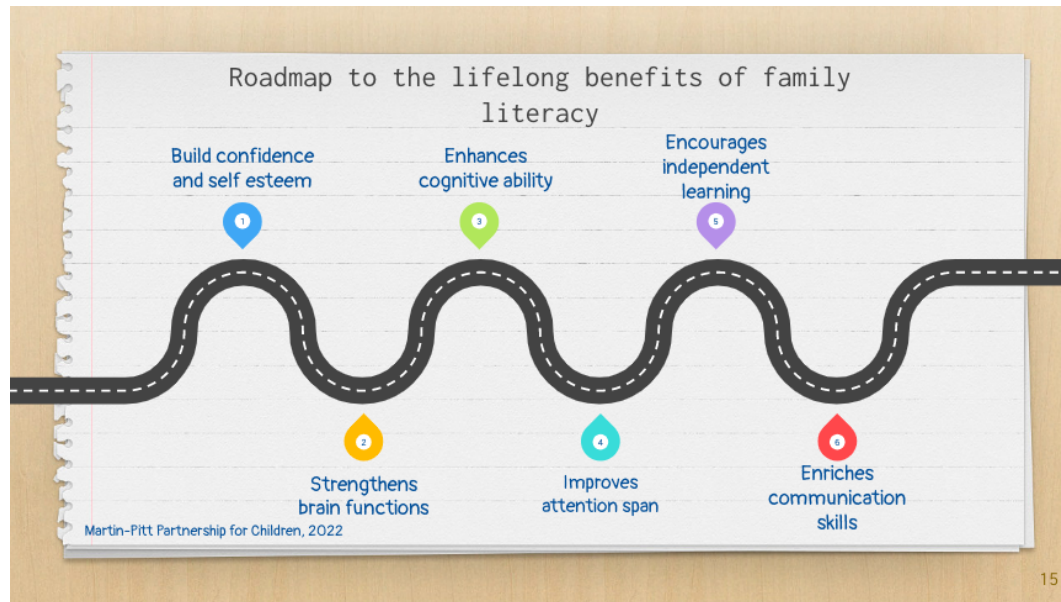 Roadmap to the lifelong benefits of family
literacy
Build confidence
and self esteem
1
Strengthens
brain functions
2
Enhances
cognitive ability
3
Improves
attention span
4
Encourages
independent
learning
5
Enriches
communication
skills
6
Martin-Pitt Partnership for Children, 2022
15